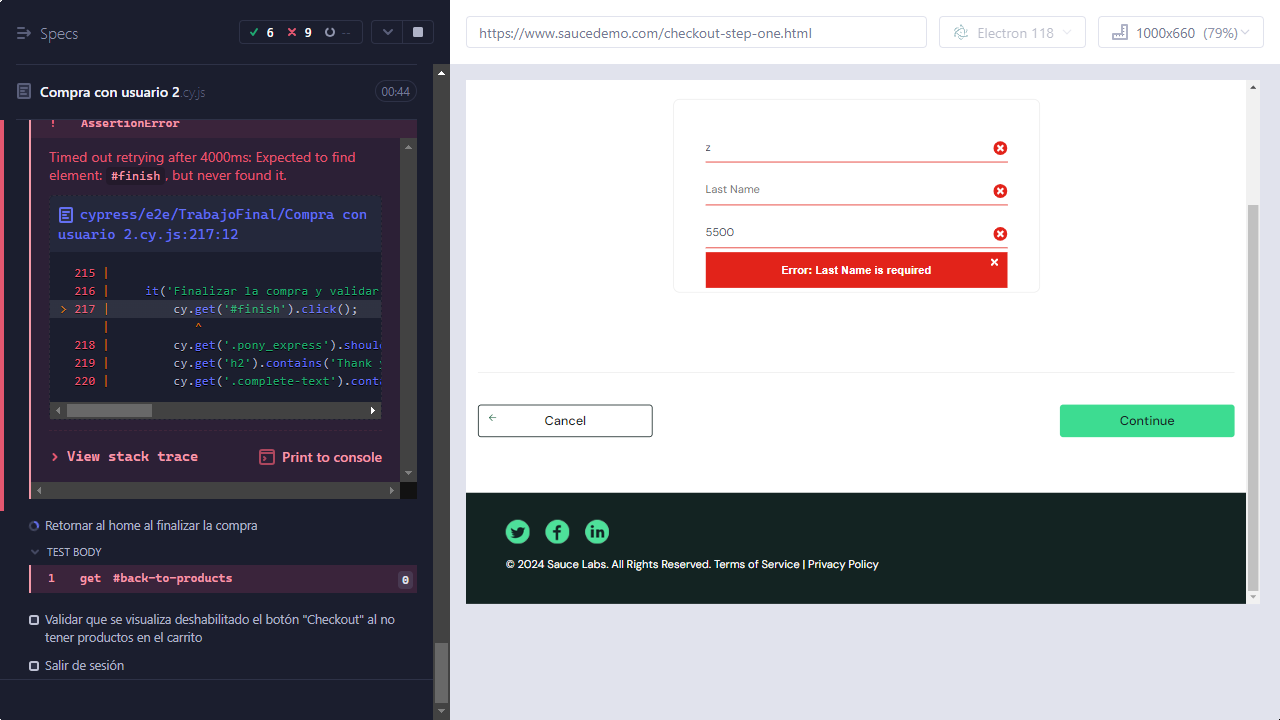 Specs
6
9
--
Compra con usuario 2.cy.js
00:44
! AssertionError
Timed out retrying after 4000ms: Expected to find
element: #finish, but never found it.
cypress/e2e/TrabajoFinal/Compra con
usuario 2.cy.js:217:12
215 |
216 | it('Finalizar la compra y validar
> 217 | cy.get('#finish').click();
| ^
218 | cy.get('.pony_express').shoul
219 | cy.get('h2').contains('Thank y
220 | cy.get('.complete-text').conta
> View stack trace
Print to console
Retornar al home al finalizar la compra
TEST BODY
1 get #back-to-products 0
Validar que se visualiza deshabilitado el botón "Checkout" al no
tener productos en el carrito
Salir de sesión
https://www.saucedemo.com/checkout-step-one.html
Electron 118
1000x660 (79%)
z
Last Name
5500
Error: Last Name is required
Cancel
Continue
© 2024 Sauce Labs. All Rights Reserved. Terms of Service | Privacy Policy